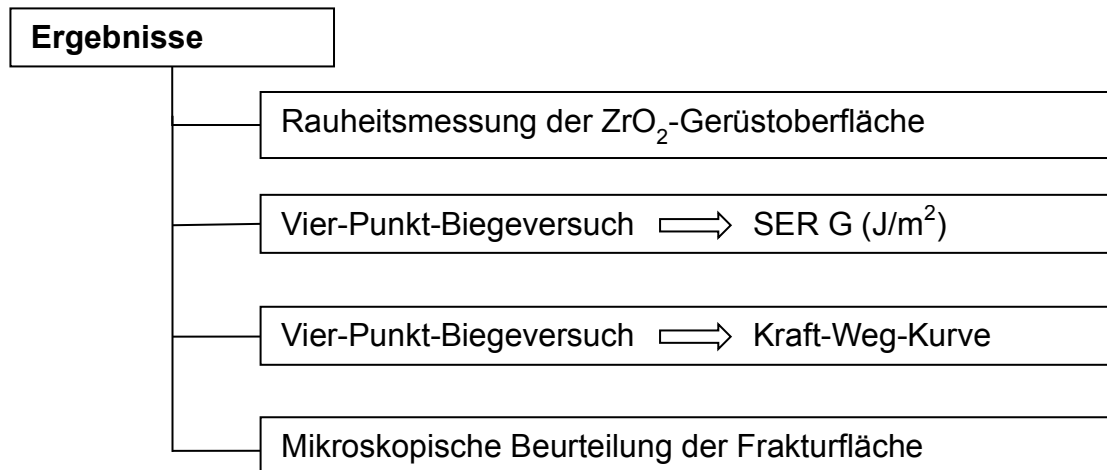 Ergebnisse
Rauheitsmessung der ZrO₂-Gerüstoberfläche
Vier-Punkt-Biegeversuch ⇨ SER G (J/m²)
Vier-Punkt-Biegeversuch ⇨ Kraft-Weg-Kurve
Mikroskopische Beurteilung der Frakturfläche